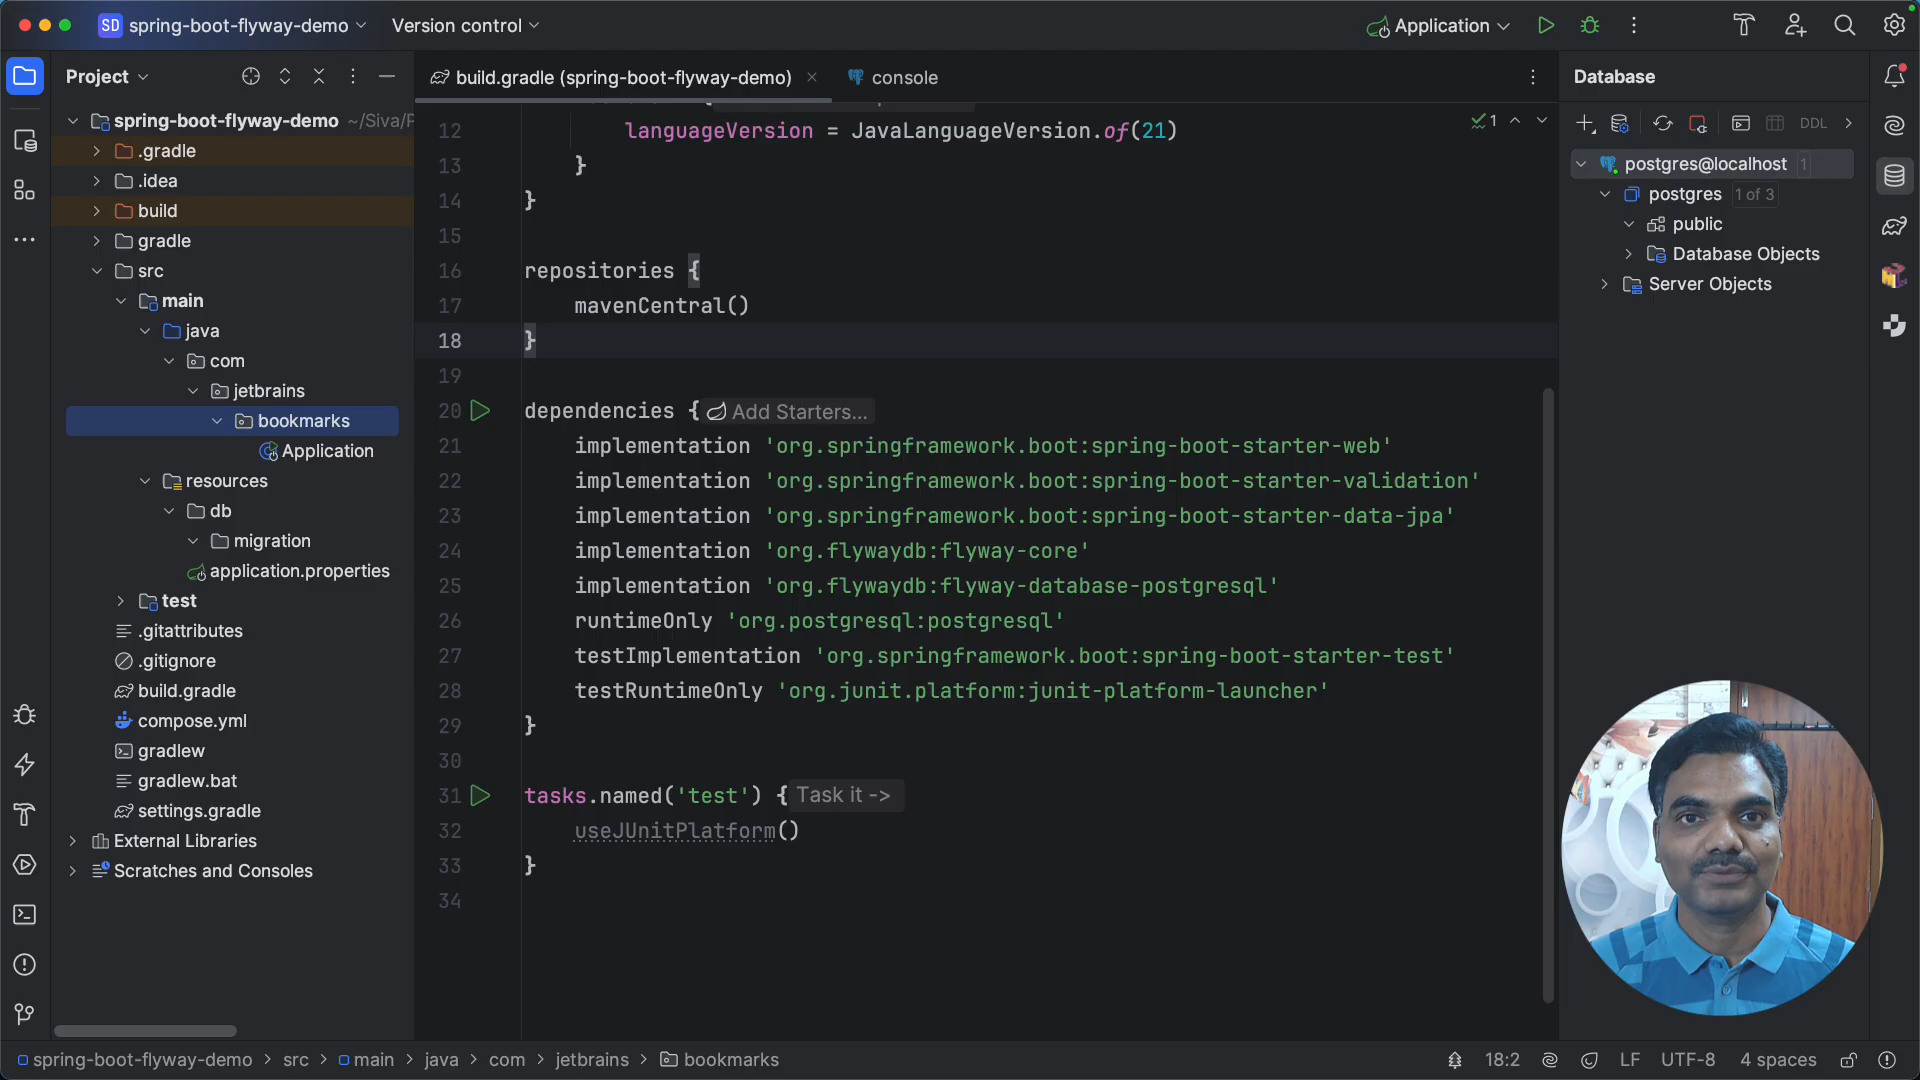 SD spring-boot-flyway-demo Version control Application
Project
build.gradle (spring-boot-flyway-demo) console
Database
spring-boot-flyway-demo ~/Siva/P
.gradle
.idea
build
gradle
src
main
java
com
jetbrains
bookmarks
Application
resources
db
migration
application.properties
test
.gitattributes
.gitignore
build.gradle
compose.yml
gradlew
gradlew.bat
settings.gradle
External Libraries
Scratches and Consoles
12 languageVersion = JavaLanguageVersion.of(21)
13 }
14 }
15
16 repositories {
17 mavenCentral()
18 }
19
20 dependencies { Add Starters...
21 implementation 'org.springframework.boot:spring-boot-starter-web'
22 implementation 'org.springframework.boot:spring-boot-starter-validation'
23 implementation 'org.springframework.boot:spring-boot-starter-data-jpa'
24 implementation 'org.flywaydb:flyway-core'
25 implementation 'org.flywaydb:flyway-database-postgresql'
26 runtimeOnly 'org.postgresql:postgresql'
27 testImplementation 'org.springframework.boot:spring-boot-starter-test'
28 testRuntimeOnly 'org.junit.platform:junit-platform-launcher'
29 }
30
31 tasks.named('test') { Task it ->
32 useJUnitPlatform()
33 }
34
1
DDL
postgres@localhost 1
postgres 1 of 3
public
Database Objects
Server Objects
spring-boot-flyway-demo > src > main > java > com > jetbrains > bookmarks
18:2 LF UTF-8 4 spaces